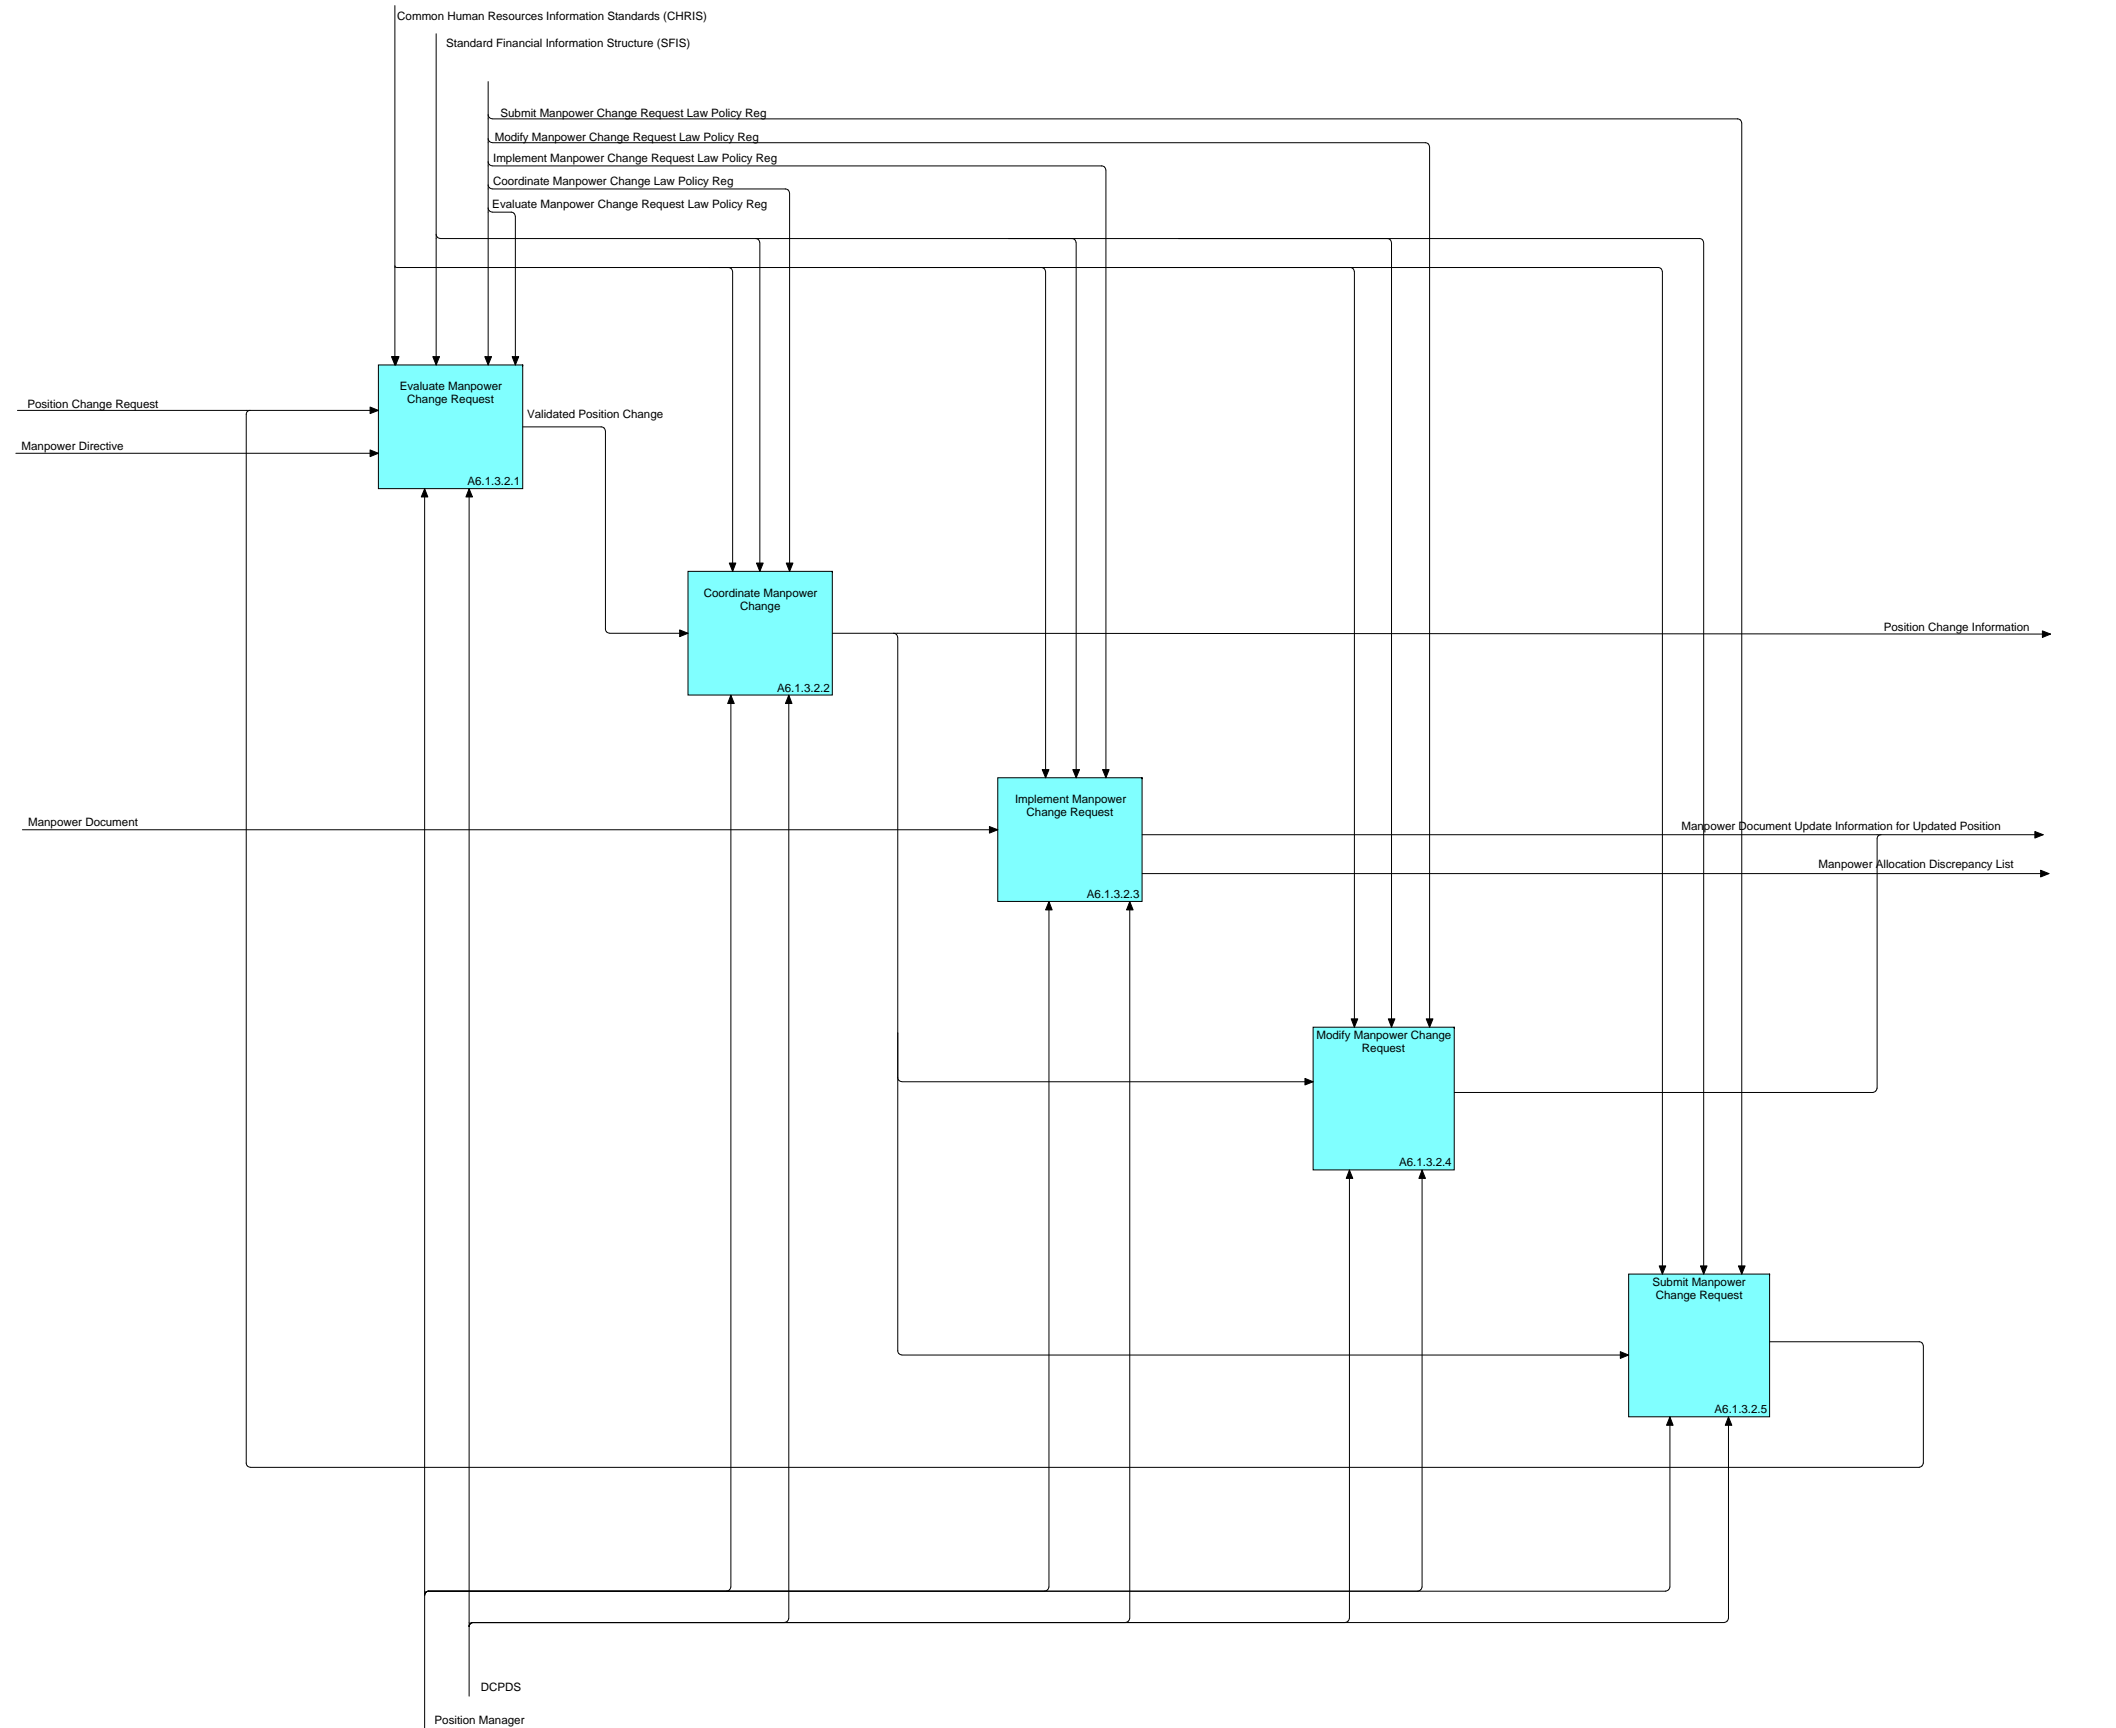 Common Human Resources Information Standards (CHRIS)
Standard Financial Information Structure (SFIS)
Submit Manpower Change Request Law Policy Reg
Modify Manpower Change Request Law Policy Reg
Implement Manpower Change Request Law Policy Reg
Coordinate Manpower Change Law Policy Reg
Evaluate Manpower Change Request Law Policy Reg
Evaluate Manpower
Change Request
A6.1.3.2.1
Position Change Request
Manpower Directive
Validated Position Change
Coordinate Manpower
Change
A6.1.3.2.2
Position Change Information
Implement Manpower
Change Request
A6.1.3.2.3
Manpower Document
Manpower Document Update Information for Updated Position
Manpower Allocation Discrepancy List
Modify Manpower Change
Request
A6.1.3.2.4
Submit Manpower
Change Request
A6.1.3.2.5
DCPDS
Position Manager